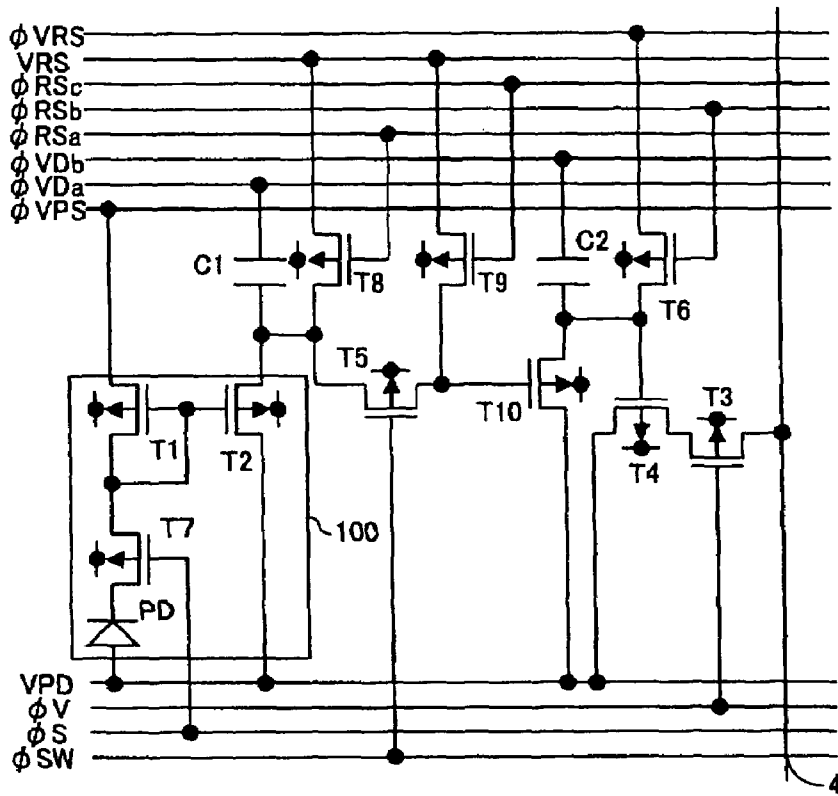 ϕVRS
VRS
ϕRSc
ϕRSb
ϕRSa
ϕVDb
ϕVDa
ϕVPS
C1
T8
T9
C2
T6
T5
T10
T3
T4
T1
T2
T7
100
PD
VPD
ϕV
ϕS
ϕSW
4